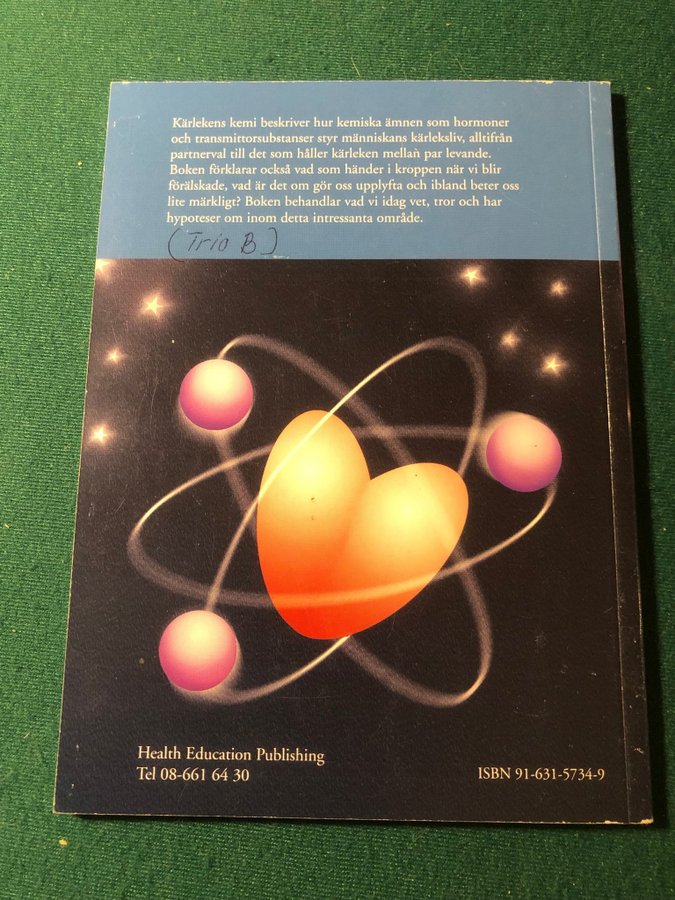 Kärlekens kemi beskriver hur kemiska ämnen som hormoner
och transmittorsubstanser styr människans kärleksliv, alltifrån
partnerval till det som håller kärleken mellan par levande.
Boken förklarar också vad som händer i kroppen när vi blir
förälskade, vad är det om gör oss upplyfta och ibland beter oss
lite märkligt? Boken behandlar vad vi idag vet, tror och har
hypoteser om inom detta intressanta område.
(Trio B)
Health Education Publishing
Tel 08-661 64 30
ISBN 91-631-5734-9